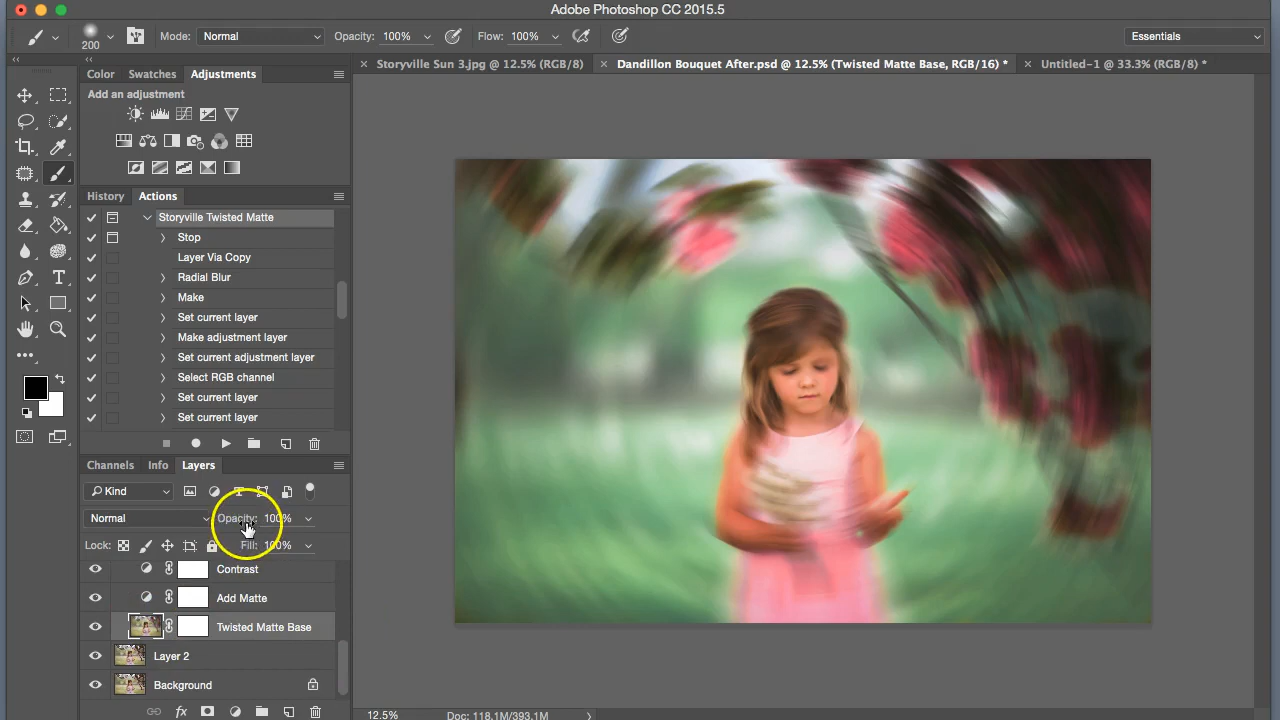 Adobe Photoshop CC 2015.5
200
Mode: Normal
Opacity: 100%
Flow: 100%
Essentials
Storyville Sun 3.jpg @ 12.5% (RGB/8)
Dandillon Bouquet After.psd @ 12.5% (Twisted Matte Base, RGB/16) *
Untitled-1 @ 33.3% (RGB/8) *
Color Swatches Adjustments
Add an adjustment
History Actions
Storyville Twisted Matte
Stop
Layer Via Copy
Radial Blur
Make
Set current layer
Make adjustment layer
Set current adjustment layer
Select RGB channel
Set current layer
Set current layer
Channels Info Layers
Kind
Normal
Opacity: 100%
Lock:
Fill: 100%
Contrast
Add Matte
Twisted Matte Base
Layer 2
Background
fx
12.5%
Doc: 118.1M/393.1M